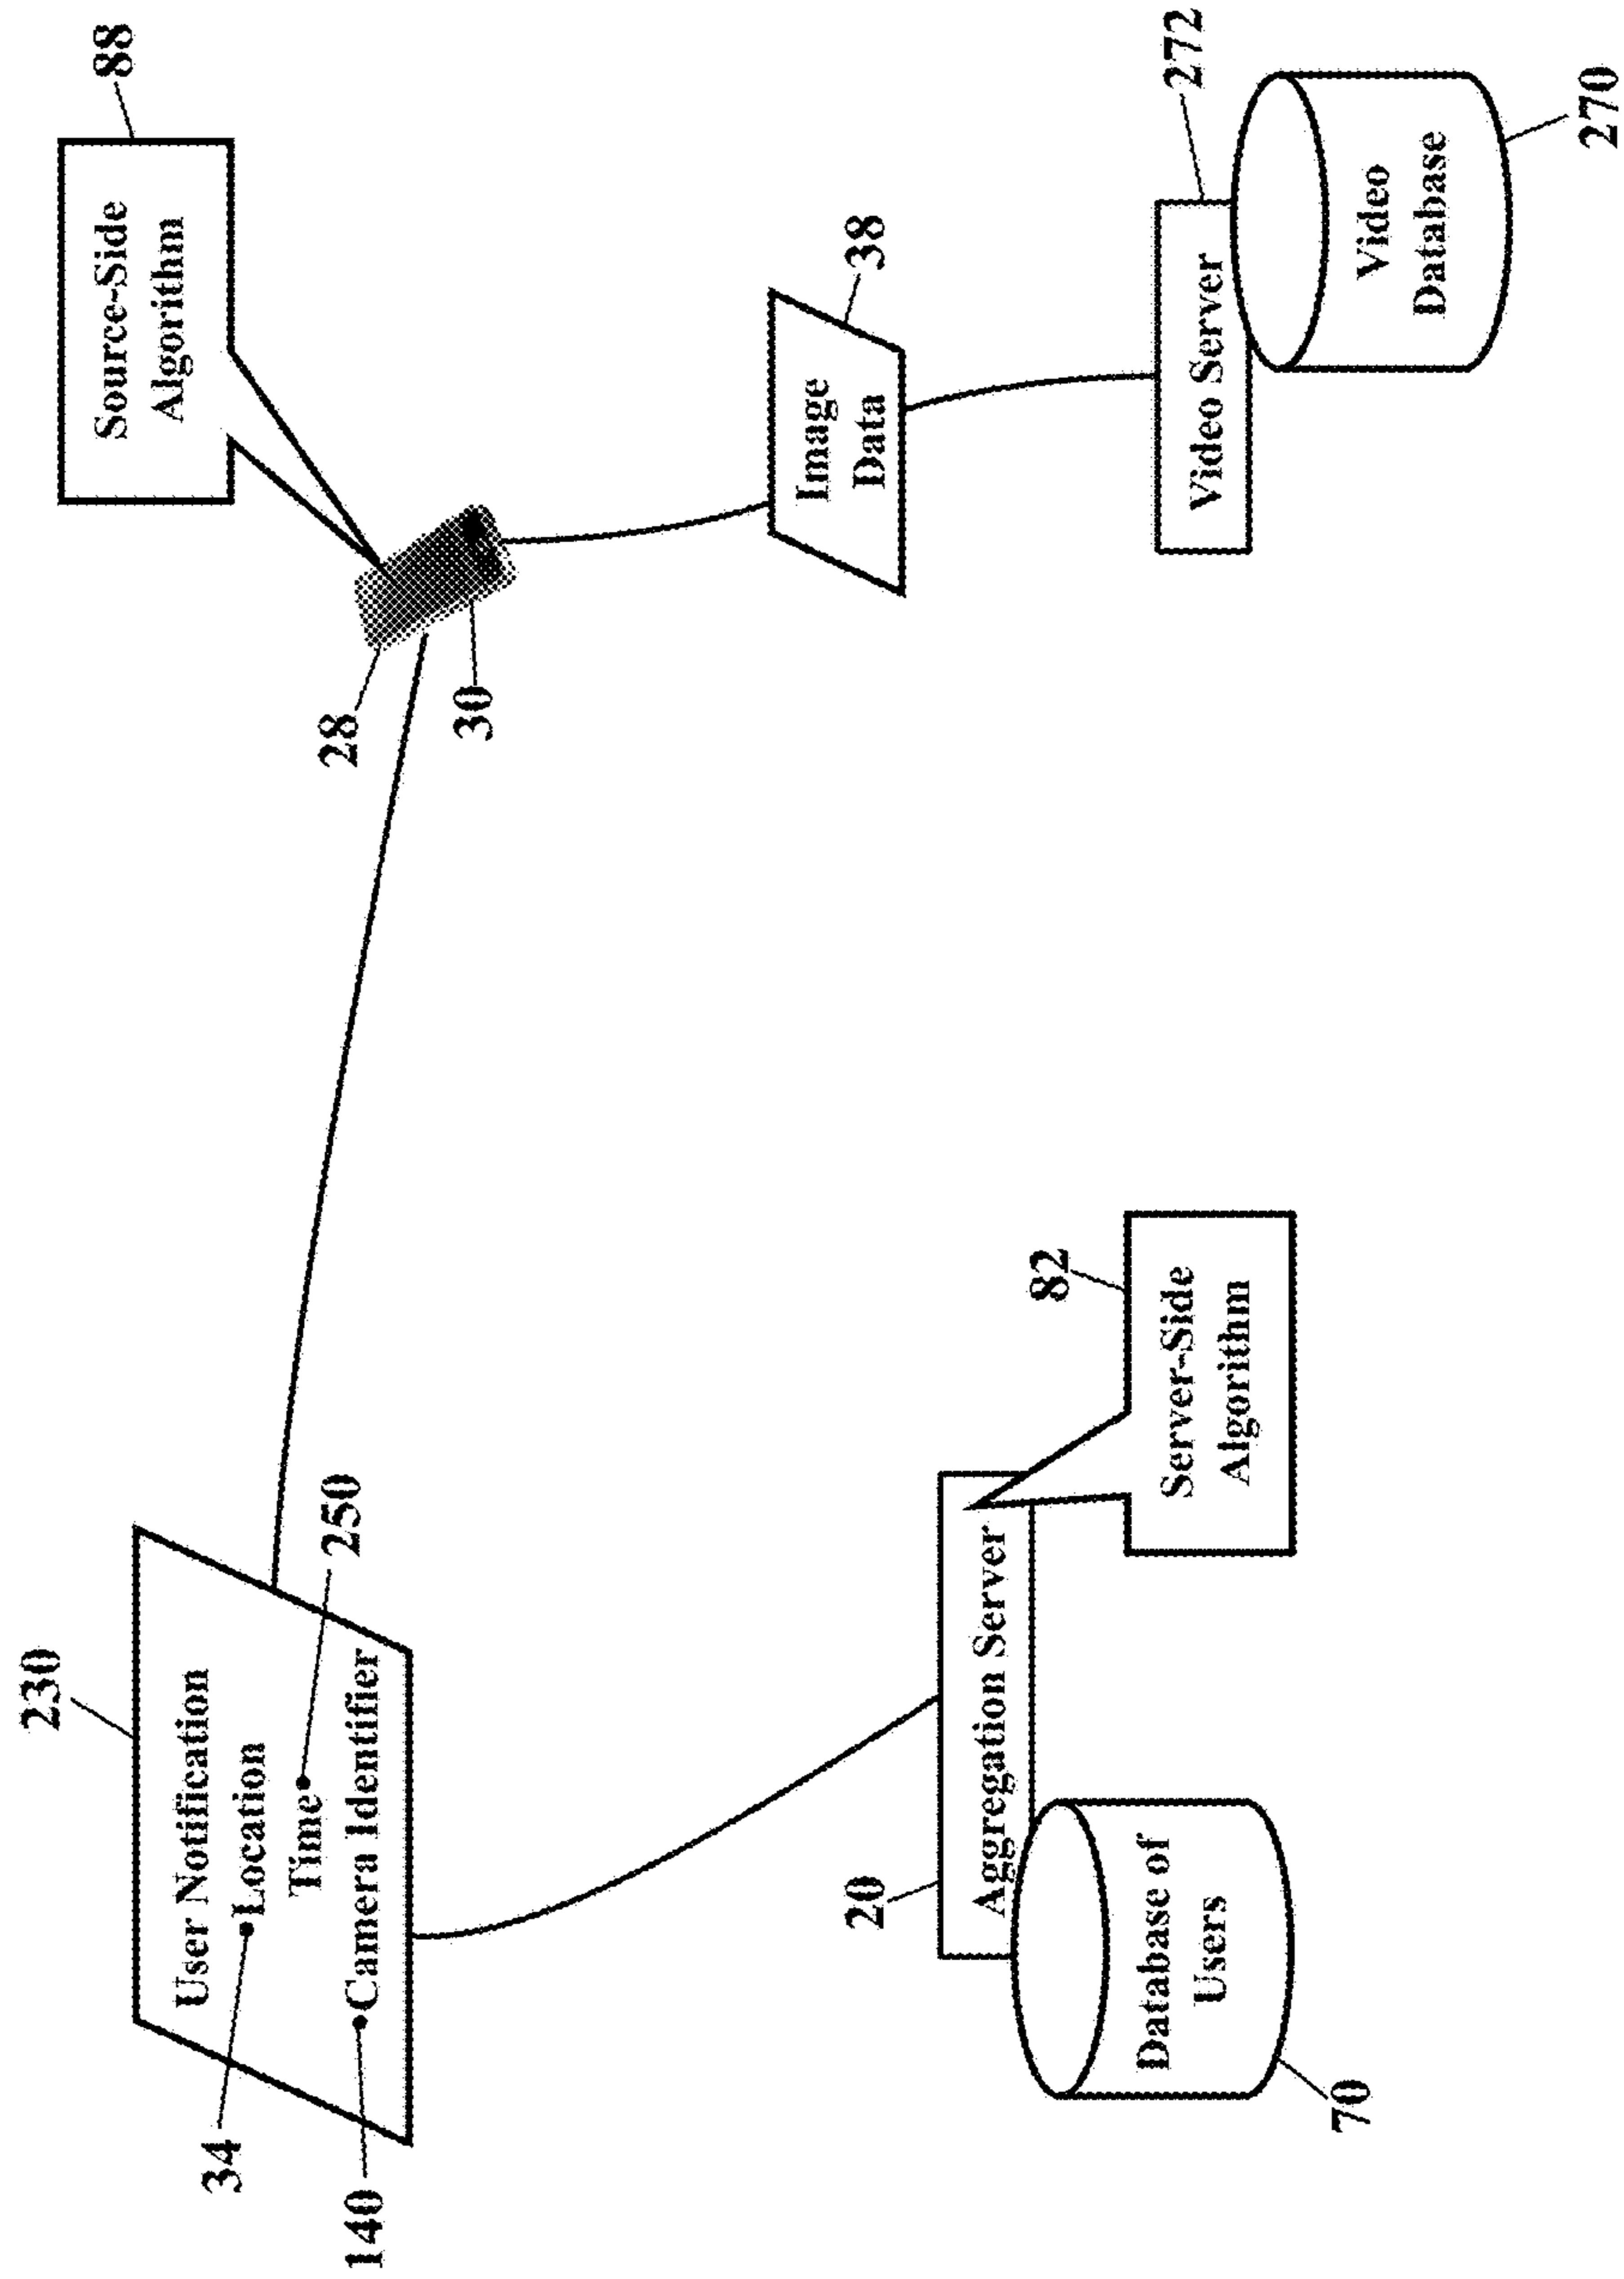 230
User Notification
34
Location
Time
250
140
Camera Identifier
88
Source-Side
Algorithm
28
30
Image
Data
38
20
Aggregation Server
Database of
Users
70
82
Server-Side
Algorithm
272
Video Server
Video
Database
270